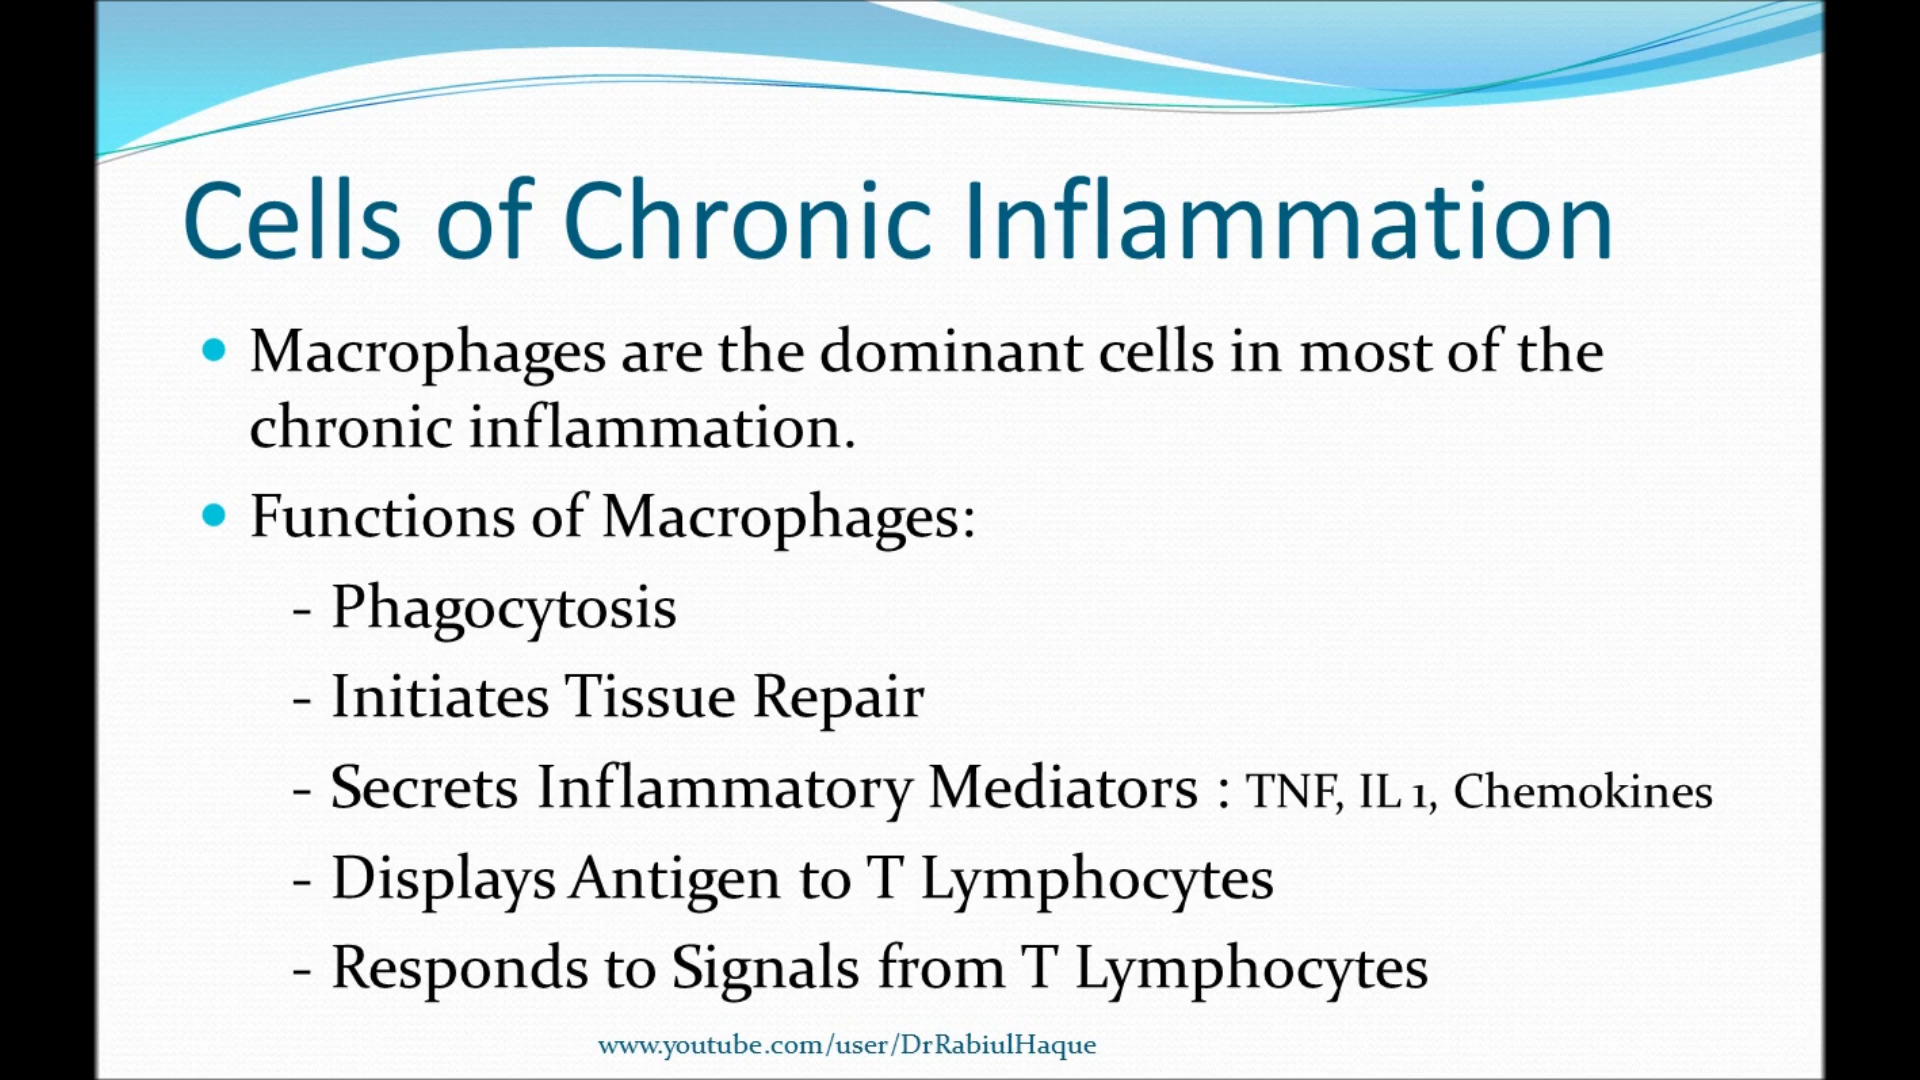 Cells of Chronic Inflammation
• Macrophages are the dominant cells in most of the
chronic inflammation.
• Functions of Macrophages:
- Phagocytosis
- Initiates Tissue Repair
- Secrets Inflammatory Mediators : TNF, IL 1, Chemokines
- Displays Antigen to T Lymphocytes
- Responds to Signals from T Lymphocytes
www.youtube.com/user/DrRabiulHaque